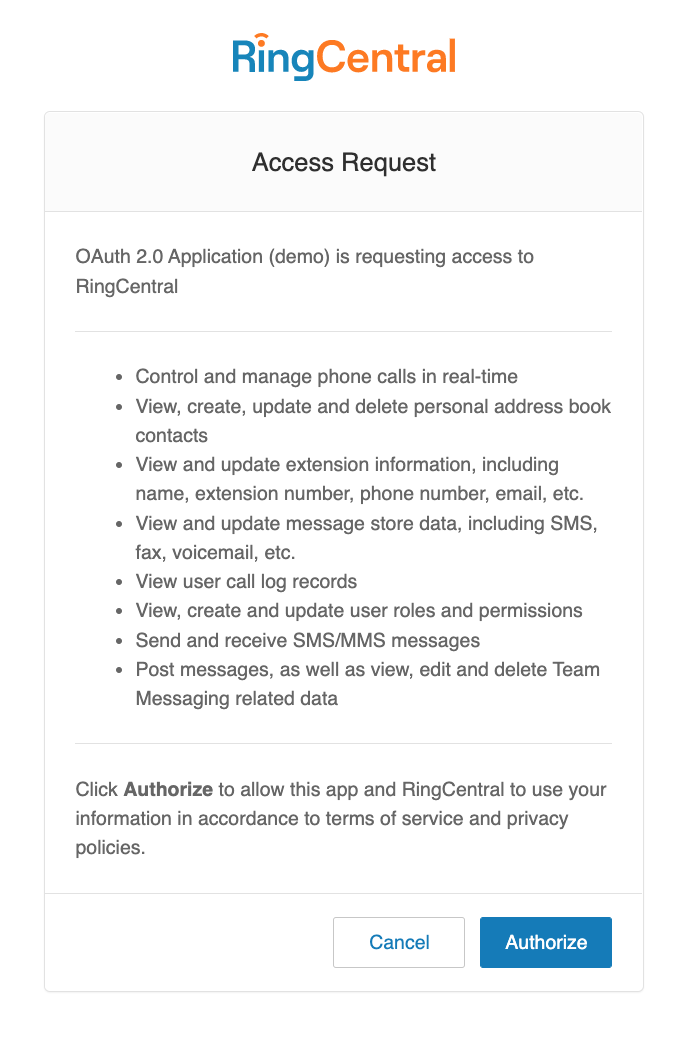 RingCentral
Access Request
OAuth 2.0 Application (demo) is requesting access to
RingCentral
• Control and manage phone calls in real-time
• View, create, update and delete personal address book
contacts
• View and update extension information, including
name, extension number, phone number, email, etc.
• View and update message store data, including SMS,
fax, voicemail, etc.
• View user call log records
• View, create and update user roles and permissions
• Send and receive SMS/MMS messages
• Post messages, as well as view, edit and delete Team
Messaging related data
Click Authorize to allow this app and RingCentral to use your
information in accordance to terms of service and privacy
policies.
Cancel Authorize